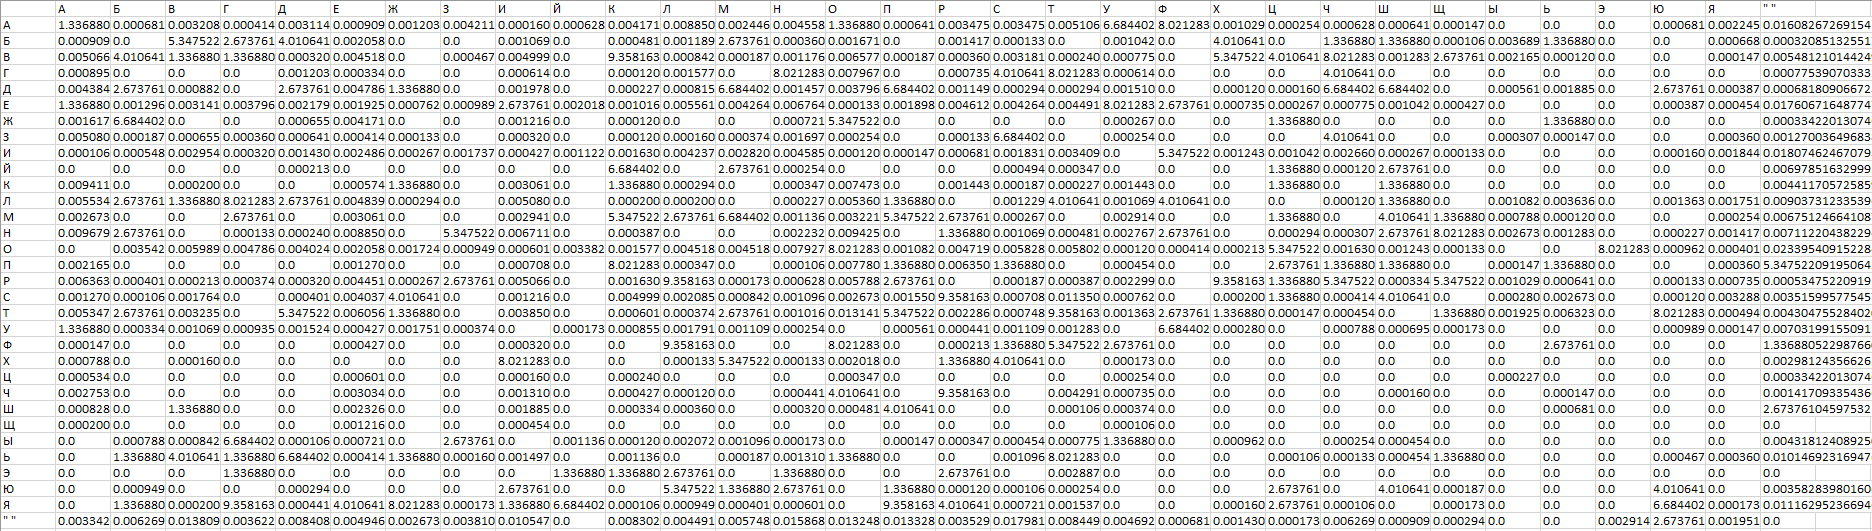 А Б В Г Д Е Ж З И Й К Л М Н О П Р С Т У Ф Х Ц Ч Ш Щ Ы Ь Э Ю Я " "
А 1.336880 0.000681 0.003208 0.000414 0.003114 0.000909 0.001203 0.004211 0.000160 0.000628 0.004171 0.008850 0.002446 0.004558 1.336880 0.000641 0.003475 0.003475 0.005106 6.684402 8.021283 0.001029 0.000254 0.000628 0.000641 0.000147 0.0 0.0 0.0 0.000681 0.002245 0.01608267269154
Б 0.000909 0.0 5.347522 2.673761 4.010641 0.002058 0.0 0.0 0.001069 0.0 0.000481 0.001189 2.673761 0.000360 0.001671 0.0 0.001417 0.000133 0.0 0.001042 0.0 4.010641 0.0 1.336880 1.336880 0.000106 0.003689 1.336880 0.0 0.0 0.000668 0.00032085132551
В 0.005066 4.010641 1.336880 1.336880 0.000320 0.004518 0.0 0.000467 0.004999 0.0 9.358163 0.000842 0.000187 0.001176 0.006577 0.000187 0.000360 0.003181 0.000240 0.000775 0.0 5.347522 4.010641 8.021283 0.001283 2.673761 0.002165 0.000120 0.0 0.0 0.000147 0.00548121014424
Г 0.000895 0.0 0.0 0.0 0.001203 0.000334 0.0 0.0 0.000614 0.0 0.000120 0.001577 0.0 8.021283 0.007967 0.0 0.000735 4.010641 8.021283 0.000614 0.0 0.0 0.0 4.010641 0.0 0.0 0.0 0.0 0.0 0.0 0.0 0.00077539070333
Д 0.004384 2.673761 0.000882 0.0 2.673761 0.004786 1.336880 0.0 0.001978 0.0 0.000227 0.000815 6.684402 0.001457 0.003796 6.684402 0.001149 0.000294 0.000294 0.001510 0.0 0.000120 0.000160 6.684402 6.684402 0.0 0.000561 0.001885 0.0 2.673761 0.000387 0.00068180906672
Е 1.336880 0.001296 0.003141 0.003796 0.002179 0.001925 0.000762 0.000989 2.673761 0.002018 0.001016 0.005561 0.004264 0.006764 0.000133 0.001898 0.004612 0.004264 0.004491 8.021283 2.673761 0.000735 0.000267 0.000775 0.001042 0.000427 0.0 0.0 0.0 0.000387 0.000454 0.01760671648774
Ж 0.001617 6.684402 0.0 0.0 0.000655 0.004171 0.0 0.0 0.001216 0.0 0.000120 0.0 0.0 0.000721 5.347522 0.0 0.0 0.0 0.0 0.000267 0.0 0.0 1.336880 0.0 0.0 0.0 0.0 1.336880 0.0 0.0 0.0 0.00033422013074
З 0.005080 0.000187 0.000655 0.000360 0.000641 0.000414 0.000133 0.0 0.000320 0.0 0.000120 0.000160 0.000374 0.001697 0.000254 0.0 0.000133 6.684402 0.0 0.000254 0.0 0.0 0.0 4.010641 0.0 0.0 0.000307 0.000147 0.0 0.0 0.000360 0.00127003649683
И 0.000106 0.000548 0.002954 0.000320 0.001430 0.002486 0.000267 0.001737 0.000427 0.001122 0.001630 0.004237 0.002820 0.004585 0.000120 0.000147 0.000681 0.001831 0.003409 0.0 5.347522 0.001243 0.001042 0.002660 0.000267 0.000133 0.0 0.0 0.0 0.000160 0.001844 0.01807462467079
Й 0.0 0.0 0.0 0.0 0.000213 0.0 0.0 0.0 0.0 0.0 6.684402 0.0 2.673761 0.000254 0.0 0.0 0.0 0.000494 0.000347 0.0 0.0 0.0 1.336880 0.000120 2.673761 0.0 0.0 0.0 0.0 0.0 0.0 0.00697851632999
К 0.009411 0.0 0.000200 0.0 0.0 0.000574 1.336880 0.0 0.003061 0.0 1.336880 0.000294 0.0 0.000347 0.007473 0.0 0.001443 0.000187 0.000227 0.001443 0.0 0.0 1.336880 0.0 1.336880 0.0 0.0 0.0 0.0 0.0 0.0 0.00441170572585
Л 0.005534 2.673761 1.336880 8.021283 2.673761 0.004839 0.000294 0.0 0.005080 0.0 0.000200 0.000200 0.0 0.000227 0.005360 1.336880 0.0 0.001229 4.010641 0.001069 4.010641 0.0 0.0 0.000120 1.336880 0.0 0.001082 0.003636 0.0 0.001363 0.001751 0.00903731233539
М 0.002673 0.0 0.0 2.673761 0.0 0.003061 0.0 0.0 0.002941 0.0 5.347522 2.673761 6.684402 0.001136 0.003221 5.347522 2.673761 0.000267 0.0 0.002914 0.0 0.0 1.336880 0.0 4.010641 1.336880 0.000788 0.000120 0.0 0.0 0.000254 0.00675124664108
Н 0.009679 2.673761 0.0 0.000133 0.000240 0.008850 0.0 5.347522 0.006711 0.0 0.000387 0.0 0.0 0.002232 0.009425 0.0 1.336880 0.001069 0.000481 0.002767 2.673761 0.0 0.000294 0.000307 2.673761 8.021283 0.002673 0.001283 0.0 0.000227 0.001417 0.00711220438229
О 0.0 0.003542 0.005989 0.004786 0.004024 0.002058 0.001724 0.000949 0.000601 0.003382 0.001577 0.004518 0.004518 0.007927 8.021283 0.001082 0.004719 0.005828 0.005802 0.000120 0.000414 0.000213 5.347522 0.001630 0.001243 0.000133 0.0 0.0 8.021283 0.000962 0.000401 0.02339540915228
П 0.002165 0.0 0.0 0.0 0.0 0.001270 0.0 0.0 0.000708 0.0 8.021283 0.000347 0.0 0.000106 0.007780 1.336880 0.006350 1.336880 0.0 0.000454 0.0 0.0 2.673761 1.336880 1.336880 0.0 0.000147 1.336880 0.0 0.0 0.000360 5.34752209195064
Р 0.006363 0.000401 0.000213 0.000374 0.000320 0.004451 0.000267 2.673761 0.005066 0.0 0.001630 9.358163 0.000173 0.000628 0.005788 2.673761 0.0 0.000187 0.000387 0.002299 0.0 9.358163 1.336880 5.347522 0.000334 5.347522 0.001029 0.000641 0.0 0.000133 0.000735 0.00053475220919
С 0.001270 0.000106 0.001764 0.0 0.000401 0.004037 4.010641 0.0 0.001216 0.0 0.004999 0.002085 0.000842 0.001096 0.002673 0.001550 9.358163 0.000708 0.011350 0.000762 0.0 0.000200 1.336880 0.000414 4.010641 0.0 0.000280 0.002673 0.0 0.000120 0.003288 0.00351599577545
Т 0.005347 2.673761 0.003235 0.0 5.347522 0.006056 1.336880 0.0 0.003850 0.0 0.000601 0.000374 2.673761 0.001016 0.013141 5.347522 0.002286 0.000748 9.358163 0.001363 2.673761 1.336880 0.000147 0.000454 0.0 1.336880 0.001925 0.006323 0.0 8.021283 0.000494 0.00430475528402
У 1.336880 0.000334 0.001069 0.000935 0.001524 0.000427 0.001751 0.000374 0.0 0.000173 0.000855 0.001791 0.001109 0.000254 0.0 0.000561 0.000441 0.001109 0.001283 0.0 6.684402 0.000280 0.0 0.000788 0.000695 0.000173 0.0 0.0 0.0 0.000989 0.000147 0.00703199155091
Ф 0.000147 0.0 0.0 0.0 0.0 0.000427 0.0 0.0 0.000320 0.0 0.0 9.358163 0.0 0.0 8.021283 0.0 0.000213 1.336880 5.347522 2.673761 0.0 0.0 0.0 0.0 0.0 0.0 0.0 2.673761 0.0 0.0 0.0 1.33688052298766
Х 0.000788 0.0 0.000160 0.0 0.0 0.0 0.0 0.0 8.021283 0.0 0.0 0.000133 5.347522 0.000133 0.002018 0.0 1.336880 4.010641 0.0 0.000173 0.0 0.0 0.0 0.0 0.0 0.0 0.0 0.0 0.0 0.0 0.0 0.00298124356626
Ц 0.000534 0.0 0.0 0.0 0.0 0.000601 0.0 0.0 0.000160 0.0 0.000240 0.0 0.0 0.0 0.000347 0.0 0.0 0.0 0.0 0.000254 0.0 0.0 0.0 0.0 0.0 0.0 0.000227 0.0 0.0 0.0 0.0 0.00033422013074
Ч 0.002753 0.0 0.0 0.0 0.0 0.003034 0.0 0.0 0.001310 0.0 0.000427 0.000120 0.0 0.000441 4.010641 0.0 9.358163 0.0 0.004291 0.000735 0.0 0.0 0.0 0.0 0.000160 0.0 0.0 0.000147 0.0 0.0 0.0 0.00141709335436
Ш 0.000828 0.0 1.336880 0.0 0.0 0.002326 0.0 0.0 0.001885 0.0 0.000334 0.000360 0.0 0.000320 0.000481 4.010641 0.0 0.0 0.000106 0.000374 0.0 0.0 0.0 0.0 0.0 0.0 0.0 0.000681 0.0 0.0 0.0 2.67376104597532
Щ 0.000200 0.0 0.0 0.0 0.0 0.001216 0.0 0.0 0.000454 0.0 0.0 0.0 0.0 0.0 0.0 0.0 0.0 0.0 0.0 0.000106 0.0 0.0 0.0 0.0 0.0 0.0 0.0 0.0 0.0 0.0 0.0 0.0
Ы 0.0 0.000788 0.000842 6.684402 0.000106 0.000721 0.0 2.673761 0.0 0.001136 0.000120 0.002072 0.001096 0.000173 0.0 0.000147 0.000347 0.000454 0.000775 1.336880 0.0 0.000962 0.0 0.000254 0.000454 0.0 0.0 0.0 0.0 0.0 0.0 0.00431812408925
Ь 0.0 1.336880 4.010641 1.336880 6.684402 0.000414 1.336880 0.000160 0.001497 0.0 0.001136 0.0 0.000187 0.001310 1.336880 0.0 0.0 0.001096 8.021283 0.0 0.0 0.0 0.000106 0.000133 0.000454 1.336880 0.0 0.0 0.0 0.000467 0.000360 0.01014692316947
Э 0.0 0.0 0.0 1.336880 0.0 0.0 0.0 0.0 0.0 1.336880 1.336880 2.673761 0.0 1.336880 0.0 0.0 2.673761 0.0 0.002887 0.0 0.0 0.0 0.0 0.0 0.0 0.0 0.0 0.0 0.0 0.0 0.0 0.0
Ю 0.0 0.000949 0.0 0.0 0.000294 0.0 0.0 0.0 2.673761 0.0 0.0 5.347522 1.336880 2.673761 0.0 1.336880 0.000120 0.000106 0.000254 0.0 0.0 0.0 2.673761 0.0 4.010641 0.000187 0.0 0.0 0.0 4.010641 0.0 0.00358283980160
Я 0.0 1.336880 0.000200 9.358163 0.000441 4.010641 8.021283 0.000173 1.336880 6.684402 0.000106 0.000949 0.000401 0.000601 0.0 9.358163 4.010641 0.000721 0.001537 0.0 0.0 0.000160 2.673761 0.000106 0.0 0.0 0.0 0.0 0.0 6.684402 0.000173 0.01116295236694
" " 0.003342 0.006269 0.013809 0.003622 0.008408 0.004946 0.002673 0.003810 0.010547 0.0 0.008302 0.004491 0.005748 0.015868 0.013248 0.013328 0.003529 0.017981 0.008449 0.004692 0.000681 0.001430 0.000173 0.006269 0.000909 0.000294 0.0 0.0 0.002914 2.673761 0.001951 0.0